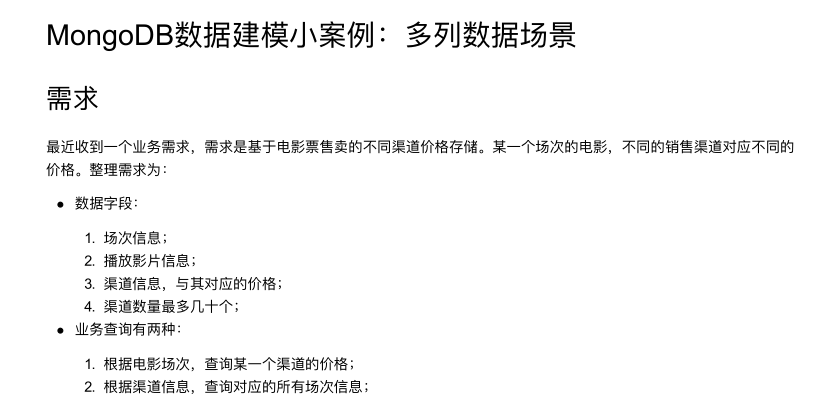 MongoDB数据建模小案例：多列数据场景
需求
最近收到一个业务需求，需求是基于电影票售卖的不同渠道价格存储。某一个场次的电影，不同的销售渠道对应不同的
价格。整理需求为：
● 数据字段：
1. 场次信息；
2. 播放影片信息；
3. 渠道信息，与其对应的价格；
4. 渠道数量最多几十个；
● 业务查询有两种：
1. 根据电影场次，查询某一个渠道的价格；
2. 根据渠道信息，查询对应的所有场次信息；